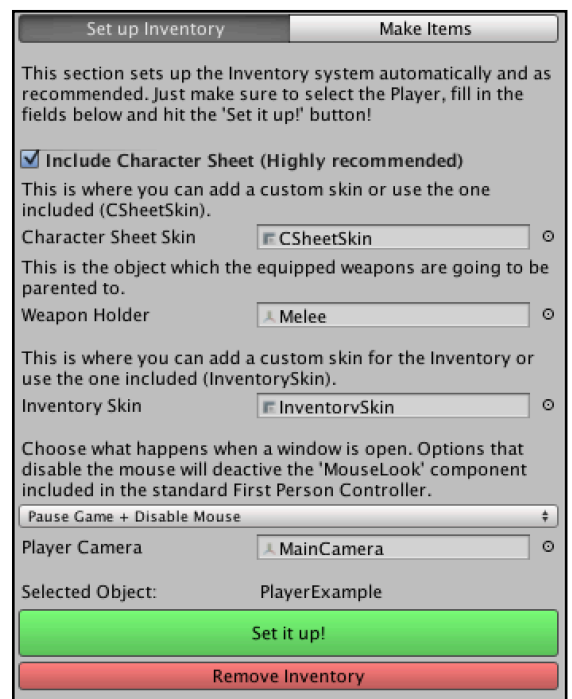 Set up Inventory
Make Items
This section sets up the Inventory system automatically and as
recommended. Just make sure to select the Player, fill in the
fields below and hit the 'Set it up!' button!
Include Character Sheet (Highly recommended)
This is where you can add a custom skin or use the one
included (CSheetSkin).
Character Sheet Skin CSheetSkin
This is the object which the equipped weapons are going to be
parented to.
Weapon Holder Melee
This is where you can add a custom skin for the Inventory or
use the one included (InventorySkin).
Inventory Skin InventorySkin
Choose what happens when a window is open. Options that
disable the mouse will deactive the 'MouseLook' component
included in the standard First Person Controller.
Pause Game + Disable Mouse
Player Camera MainCamera
Selected Object: PlayerExample
Set it up!
Remove Inventory